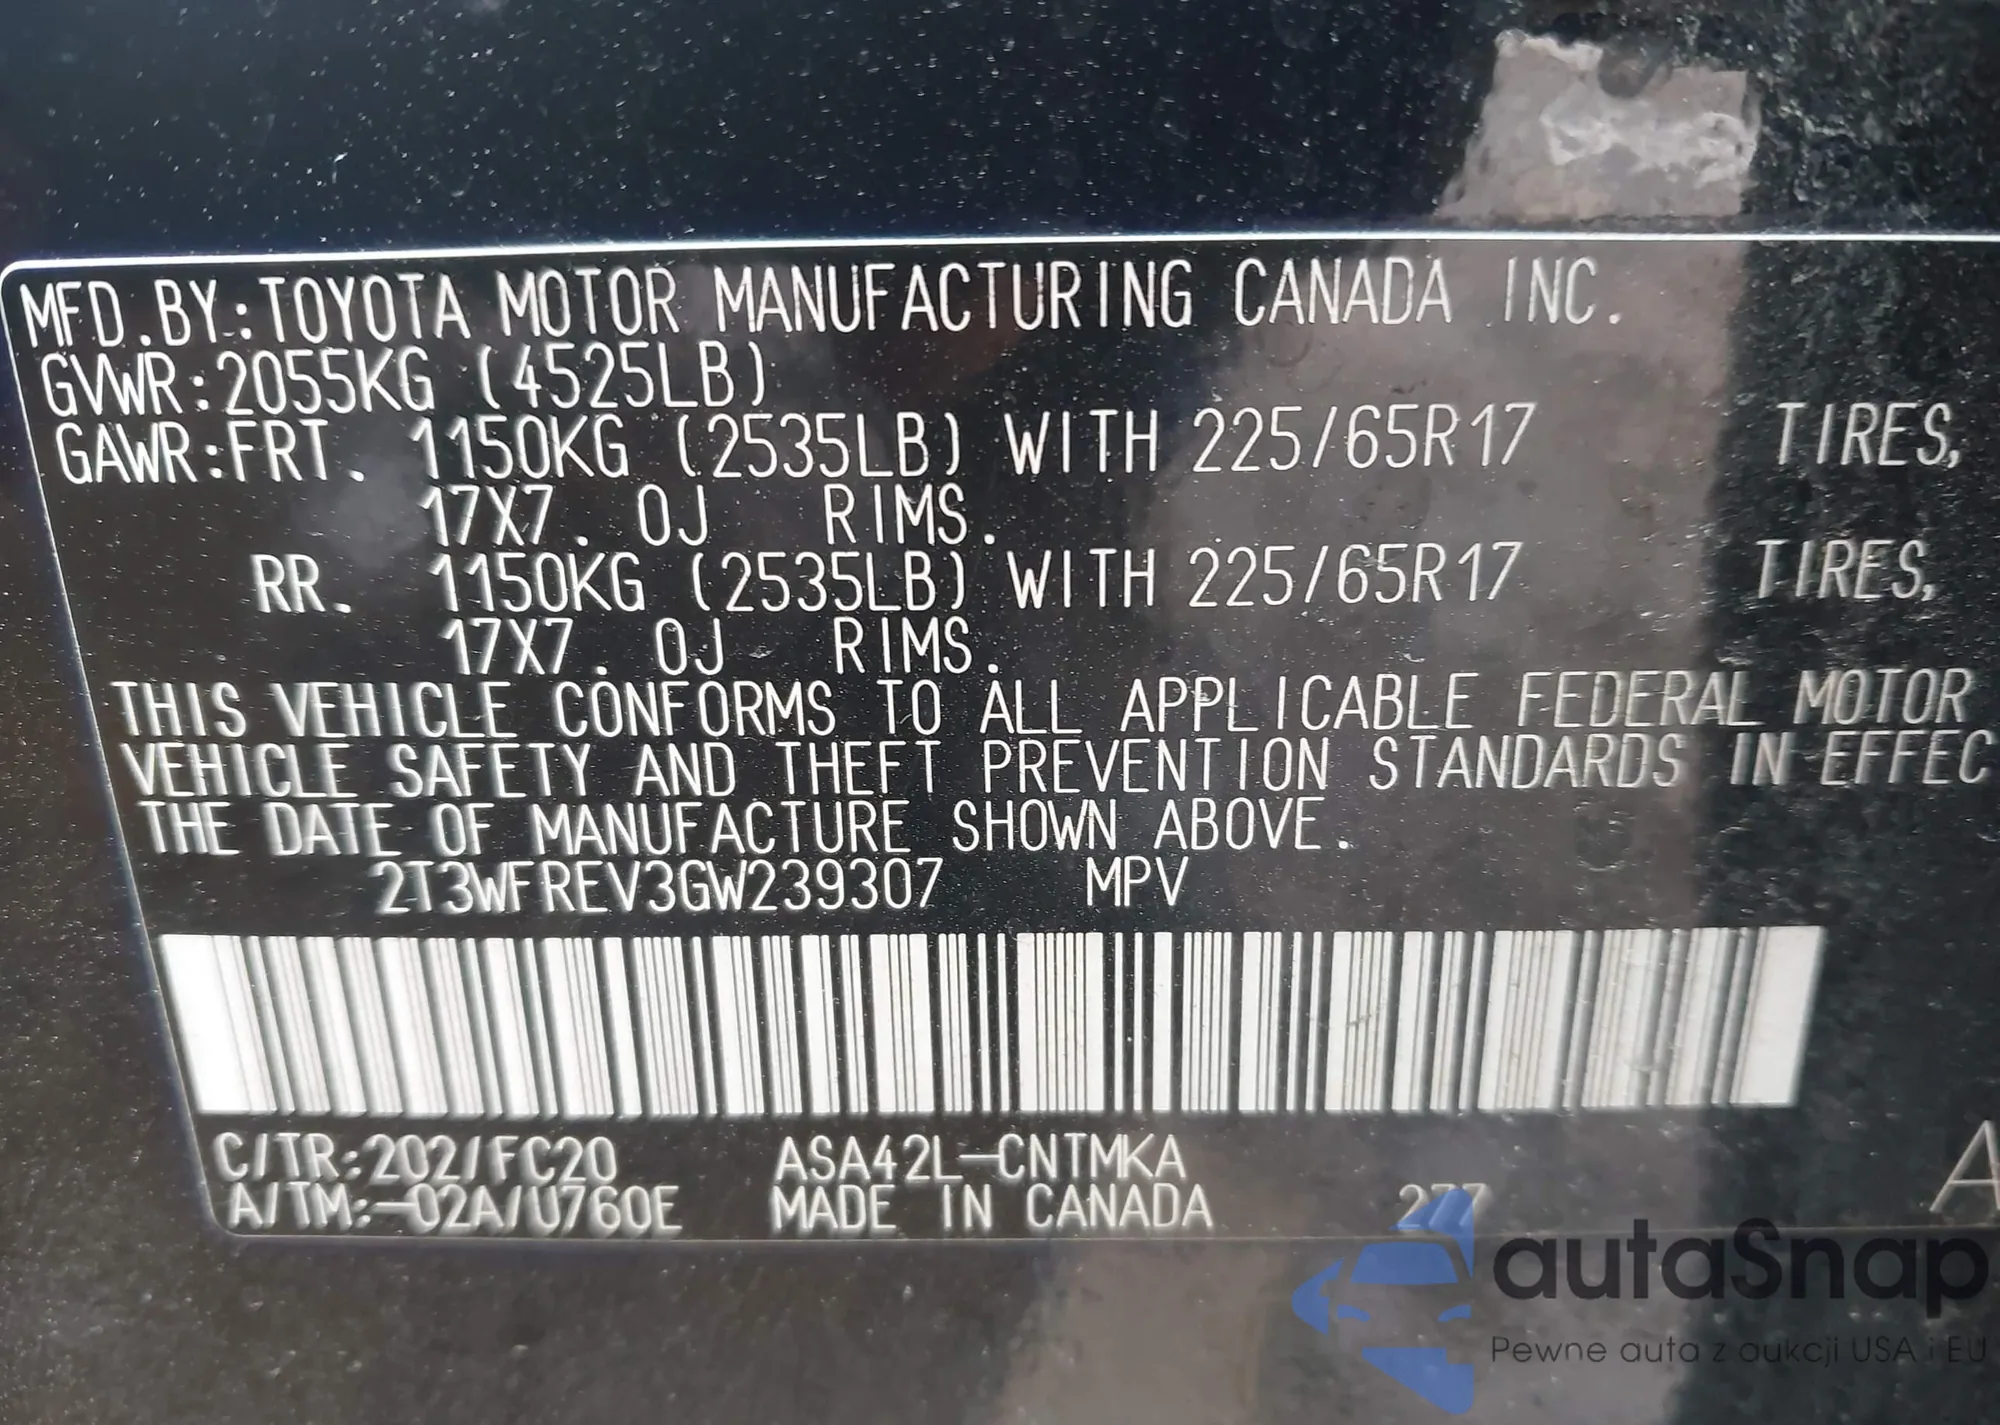 MFD.BY:TOYOTA MOTOR MANUFACTURING CANADA INC.
GVWR:2055KG (4525LB)
GAWR:FRT. 1150KG (2535LB) WITH 225/65R17 TIRES,
17X7.0J RIMS.
RR. 1150KG (2535LB) WITH 225/65R17 TIRES,
17X7.0J RIMS.
THIS VEHICLE CONFORMS TO ALL APPLICABLE FEDERAL MOTOR
VEHICLE SAFETY AND THEFT PREVENTION STANDARDS IN EFFEC
THE DATE OF MANUFACTURE SHOWN ABOVE.
2T3WFREV3GW239307 MPV
C/TR:202/FC20 ASA42L-CNTMKA
A/TM:-02A/U760E MADE IN CANADA 277 A
autaSnap
Pewne auta z aukcji USA i EU